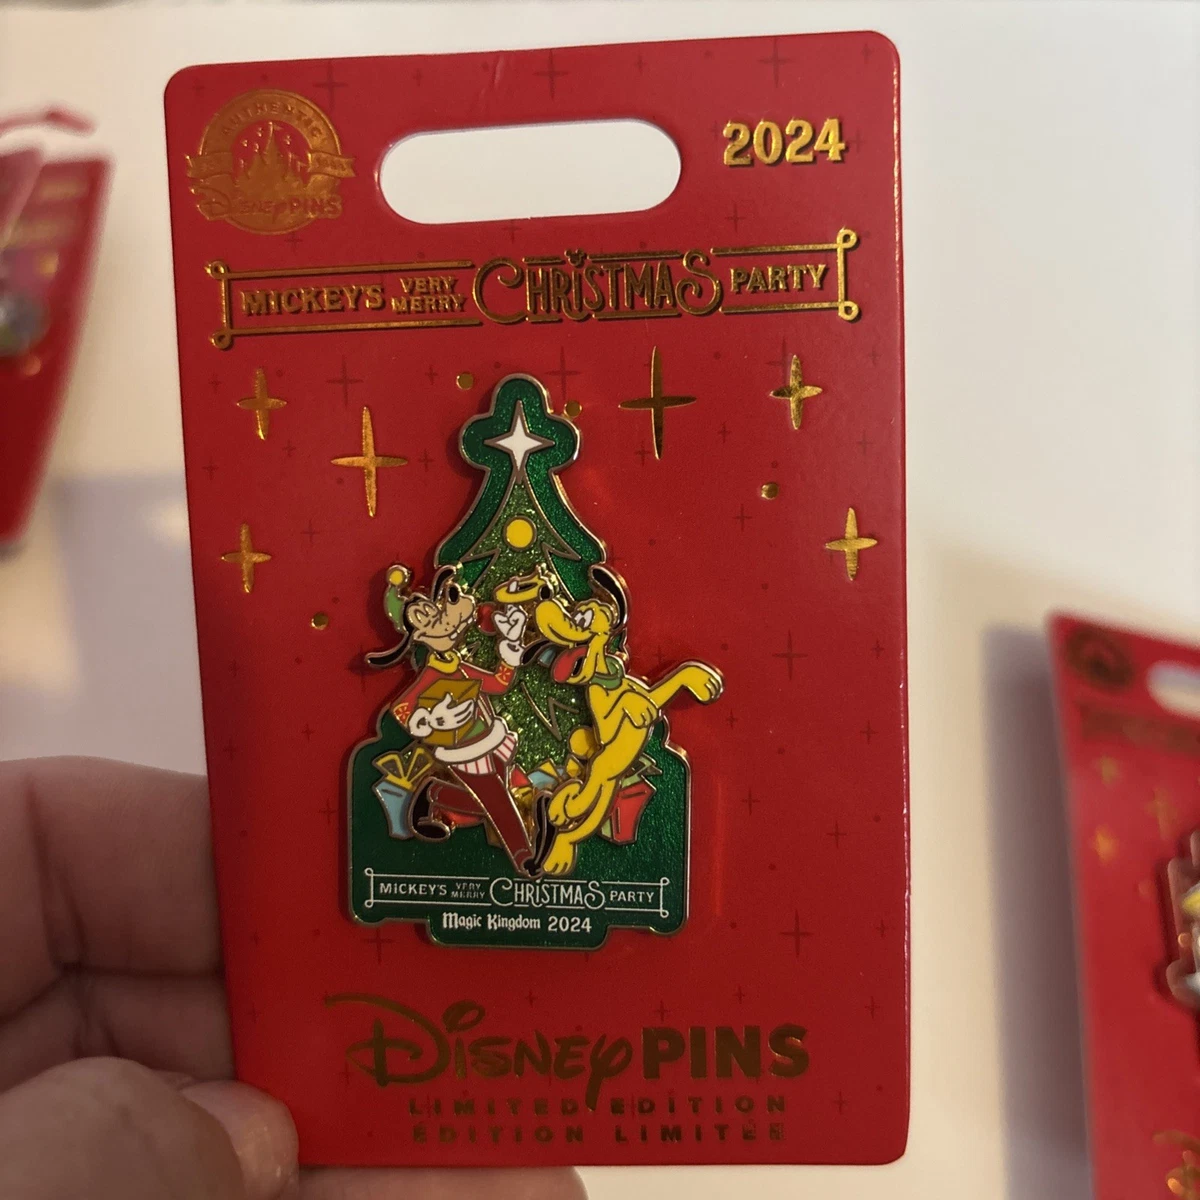 AUTHENTIC
DISNEY PINS
2024
MICKEY'S VERY MERRY CHRISTMAS PARTY
MICKEY'S VERY MERRY CHRISTMAS PARTY
Magic Kingdom 2024
DISNEY PINS
LIMITED EDITION
ÉDITION LIMITÉE